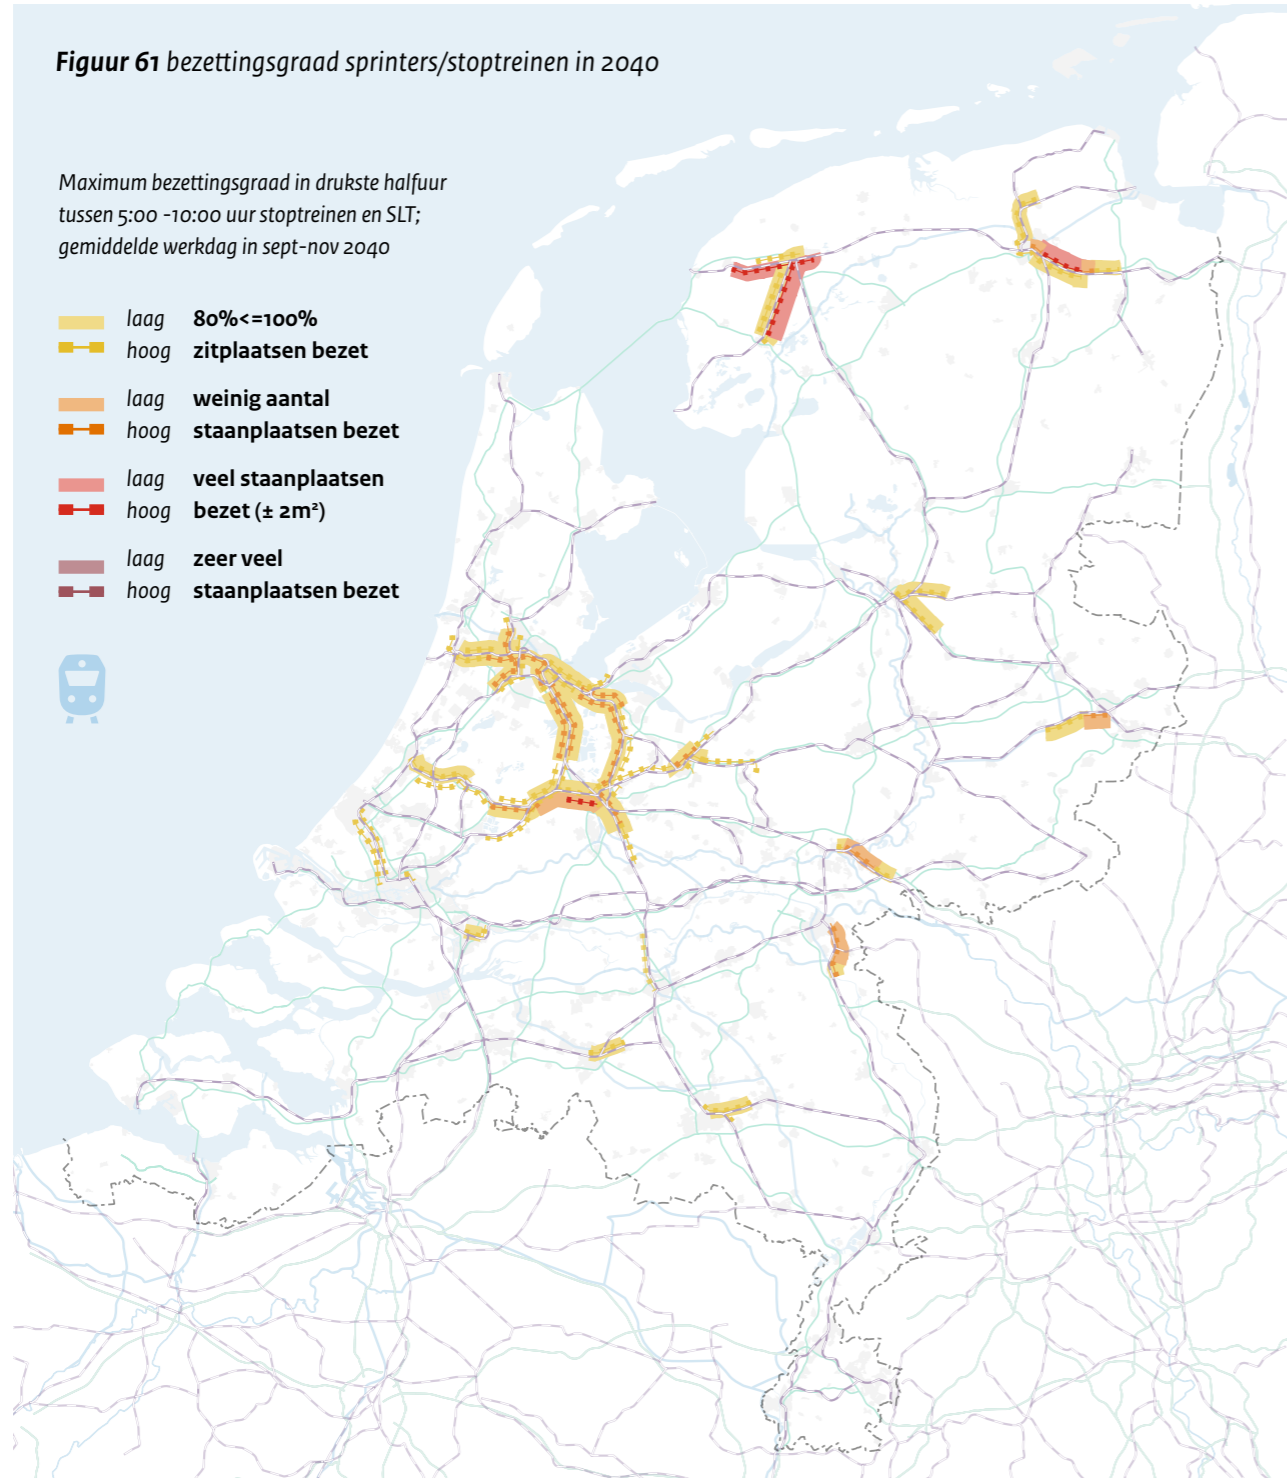 Figuur 61 bezettingsgraad sprinters/stoptreinen in 2040
Maximum bezettingsgraad in drukste halfuur
tussen 5:00 -10:00 uur stoptreinen en SLT;
gemiddelde werkdag in sept-nov 2040
laag 80%<=100%
hoog zitplaatsen bezet
laag weinig aantal
hoog staanplaatsen bezet
laag veel staanplaatsen
hoog bezet (± 2m²)
laag zeer veel
hoog staanplaatsen bezet